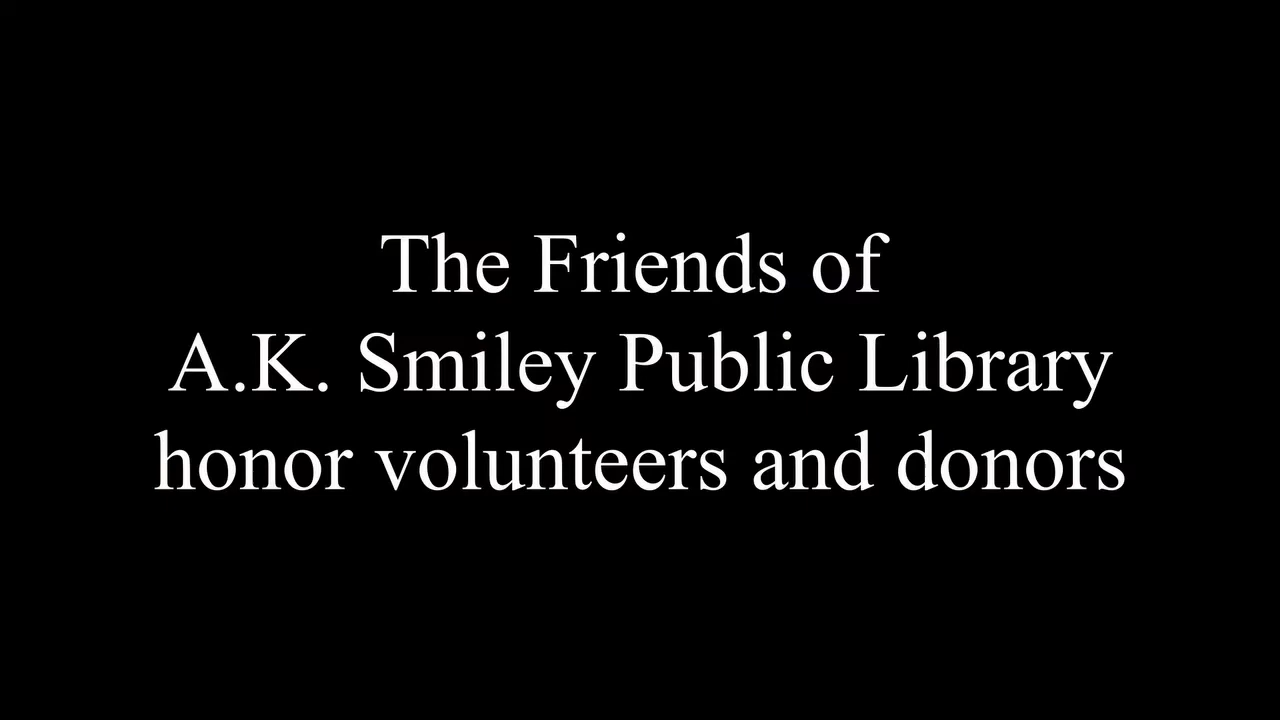 The Friends of
A.K. Smiley Public Library
honor volunteers and donors